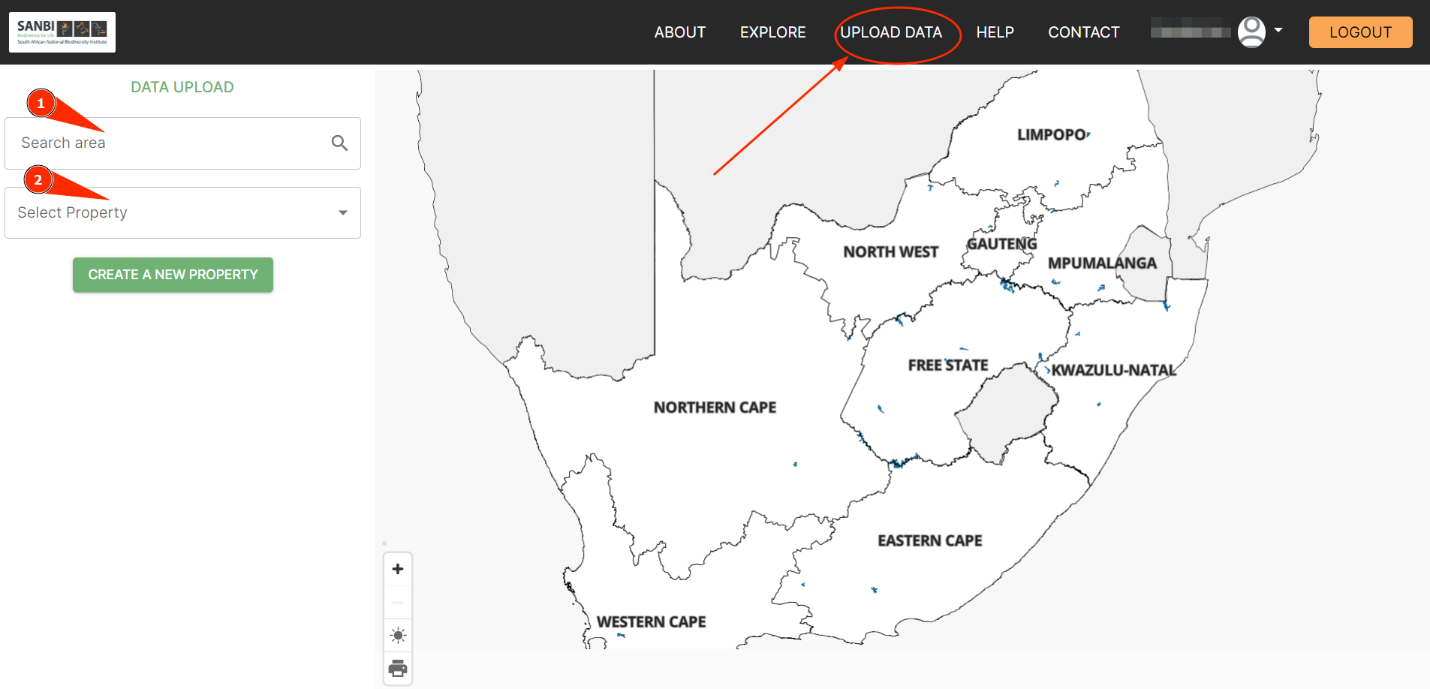 SANBI
Biodiversity for Life
South African National Biodiversity Institute
ABOUT
EXPLORE
UPLOAD DATA
HELP
CONTACT
LOGOUT
DATA UPLOAD
1
Search area
2
Select Property
CREATE A NEW PROPERTY
LIMPOPO
NORTH WEST
GAUTENG
MPUMALANGA
FREE STATE
KWAZULU-NATAL
NORTHERN CAPE
EASTERN CAPE
WESTERN CAPE
+